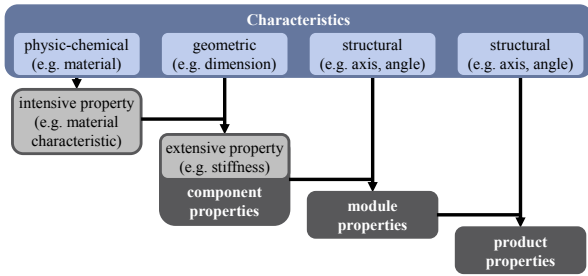 Characteristics
physic-chemical
(e.g. material)
geometric
(e.g. dimension)
structural
(e.g. axis, angle)
structural
(e.g. axis, angle)
intensive property
(e.g. material
characteristic)
extensive property
(e.g. stiffness)
component
properties
module
properties
product
properties